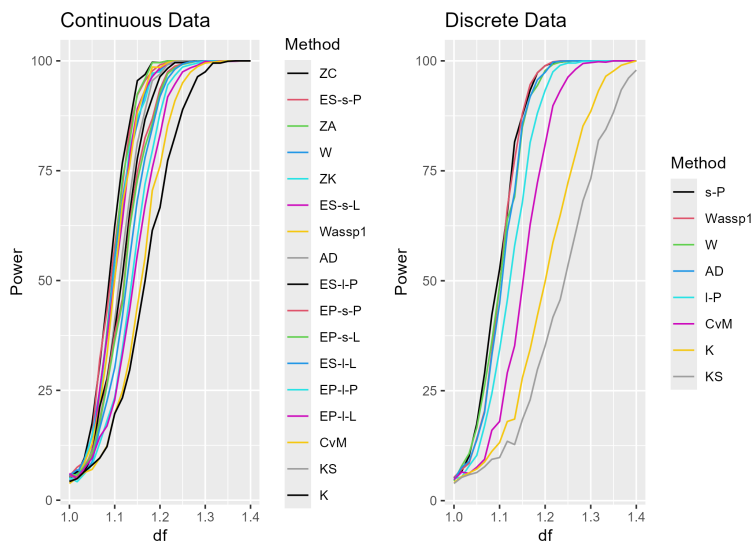 Continuous Data
Power
100
75
50
25
0
1.0 1.1 1.2 1.3 1.4
df
Method
ZC
ES-s-P
ZA
W
ZK
ES-s-L
Wassp1
AD
ES-l-P
EP-s-P
EP-s-L
ES-l-L
EP-l-P
EP-l-L
CvM
KS
K
Discrete Data
Power
100
75
50
25
0
1.0 1.1 1.2 1.3 1.4
df
Method
s-P
Wassp1
W
AD
l-P
CvM
K
KS